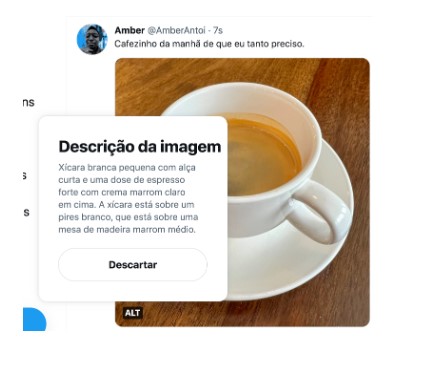 Amber @AmberAntoi · 7s
Cafezinho da manhã de que eu tanto preciso.
ns
s
s
Descrição da imagem
Xícara branca pequena com alça
curta e uma dose de espresso
forte com crema marrom claro
em cima. A xícara está sobre um
pires branco, que está sobre uma
mesa de madeira marrom médio.
Descartar
ALT